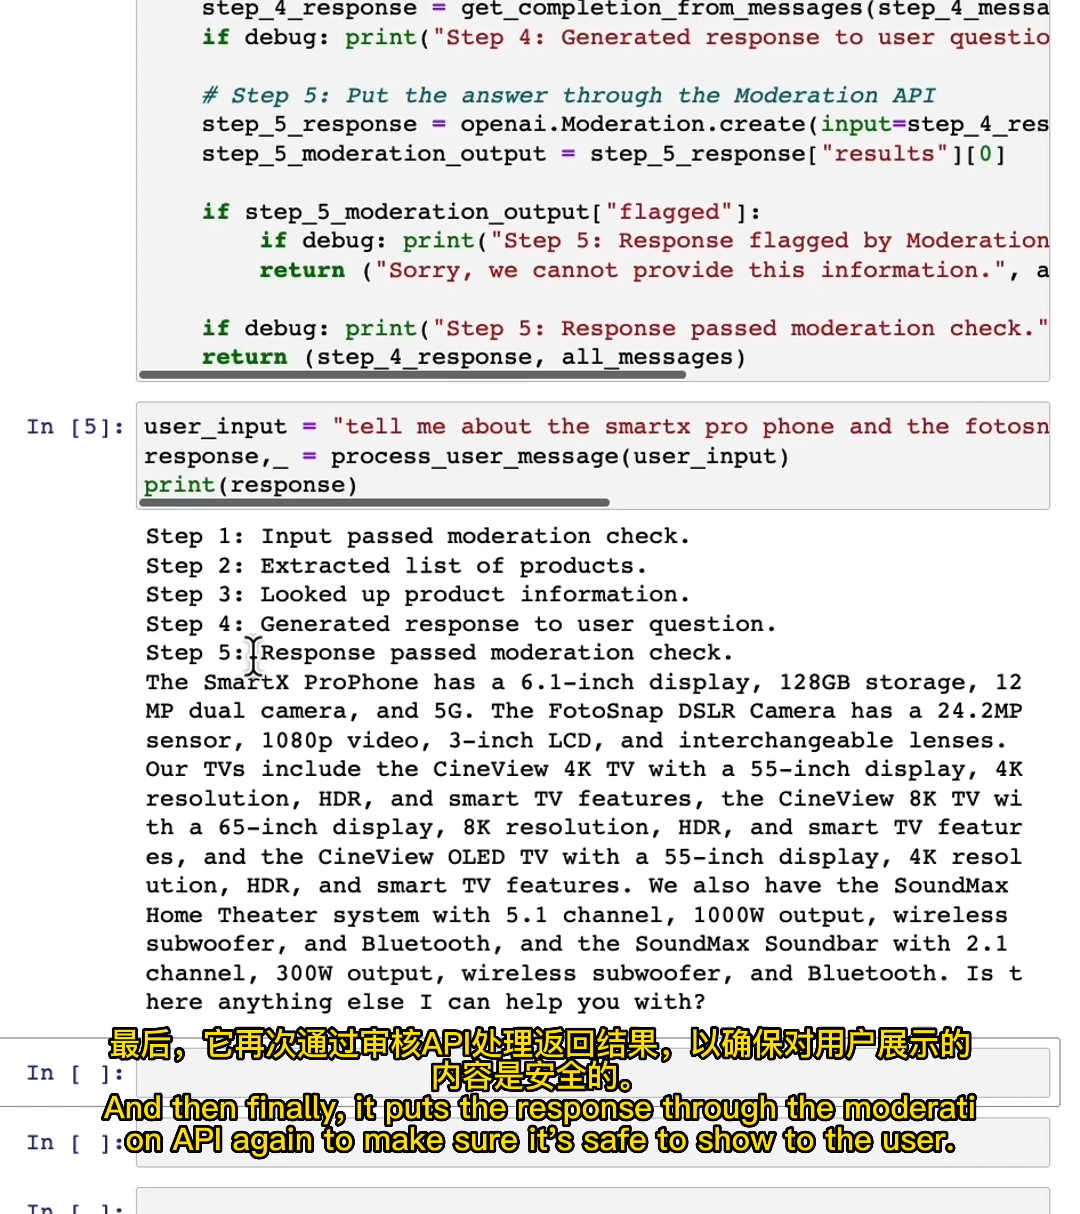 step_4_response = get_completion_from_messages(step_4_messa
if debug: print("Step 4: Generated response to user questio
# Step 5: Put the answer through the Moderation API
step_5_response = openai.Moderation.create(input=step_4_res
step_5_moderation_output = step_5_response["results"][0]
if step_5_moderation_output["flagged"]:
if debug: print("Step 5: Response flagged by Moderation
return ("Sorry, we cannot provide this information.", a
if debug: print("Step 5: Response passed moderation check."
return (step_4_response, all_messages)
In [5]: user_input = "tell me about the smartx pro phone and the fotosn
response,_ = process_user_message(user_input)
print(response)
Step 1: Input passed moderation check.
Step 2: Extracted list of products.
Step 3: Looked up product information.
Step 4: Generated response to user question.
Step 5: Response passed moderation check.
The SmartX ProPhone has a 6.1-inch display, 128GB storage, 12
MP dual camera, and 5G. The FotoSnap DSLR Camera has a 24.2MP
sensor, 1080p video, 3-inch LCD, and interchangeable lenses.
Our TVs include the CineView 4K TV with a 55-inch display, 4K
resolution, HDR, and smart TV features, the CineView 8K TV wi
th a 65-inch display, 8K resolution, HDR, and smart TV featur
es, and the CineView OLED TV with a 55-inch display, 4K resol
ution, HDR, and smart TV features. We also have the SoundMax
Home Theater system with 5.1 channel, 1000W output, wireless
subwoofer, and Bluetooth, and the SoundMax Soundbar with 2.1
channel, 300W output, wireless subwoofer, and Bluetooth. Is t
here anything else I can help you with?
最后，它再次通过审核API处理返回结果，以确保对用户展示的
In [ ]:
内容是安全的。
And then finally, it puts the response through the moderati
In [ ]:
on API again to make sure it's safe to show to the user.
In [ ]: